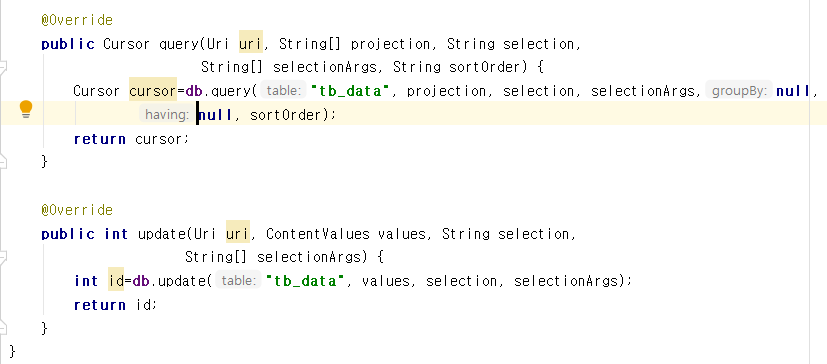 @Override
public Cursor query(Uri uri, String[] projection, String selection,
String[] selectionArgs, String sortOrder) {
Cursor cursor=db.query( table: "tb_data", projection, selection, selectionArgs, groupBy: null,
having: null, sortOrder);
return cursor;
}
@Override
public int update(Uri uri, ContentValues values, String selection,
String[] selectionArgs) {
int id=db.update( table: "tb_data", values, selection, selectionArgs);
return id;
}
}